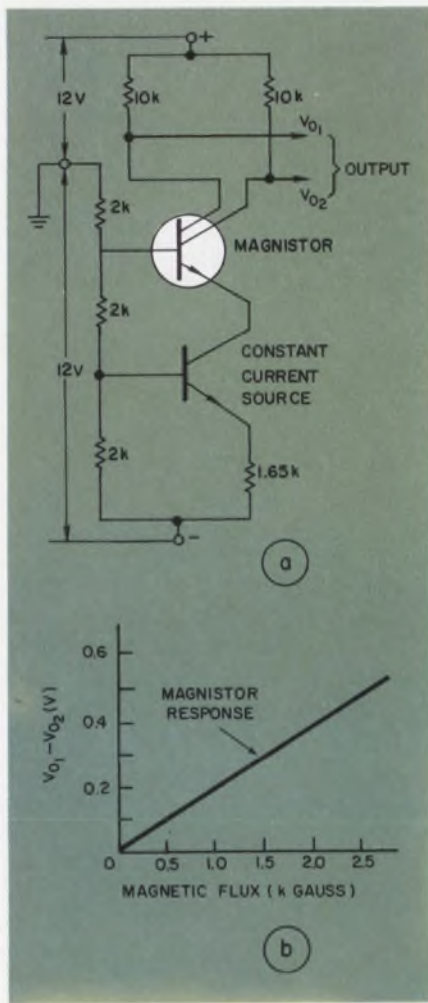 +
12V
10k
10k
V01
OUTPUT
V02
2k
MAGNISTOR
2k
12V
CONSTANT
CURRENT
SOURCE
2k
1.65k
-
a
0.6
0.4
0.2
V01-V02 (V)
MAGNISTOR
RESPONSE
0 0.5 1.0 1.5 2.0 2.5
MAGNETIC FLUX (k GAUSS)
b